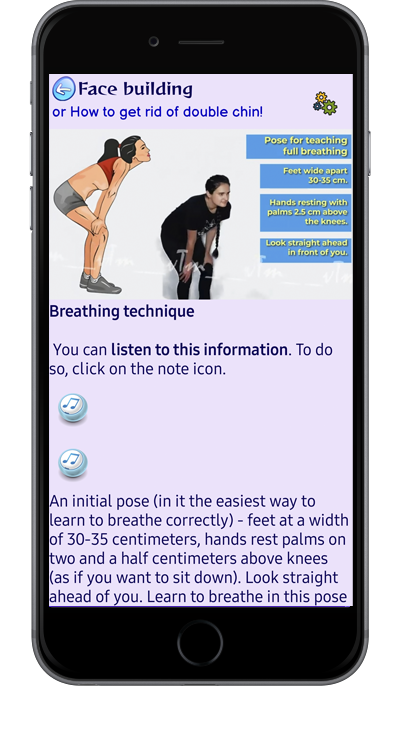 Face building
or How to get rid of double chin!
Pose for teaching
full breathing
Feet wide apart
30-35 cm.
Hands resting with
palms 2.5 cm above
the knees.
Look straight ahead
in front of you.
Breathing technique
You can listen to this information. To do
so, click on the note icon.
An initial pose (in it the easiest way to
learn to breathe correctly) - feet at a width
of 30-35 centimeters, hands rest palms on
two and a half centimeters above knees
(as if you want to sit down). Look straight
ahead of you. Learn to breathe in this pose